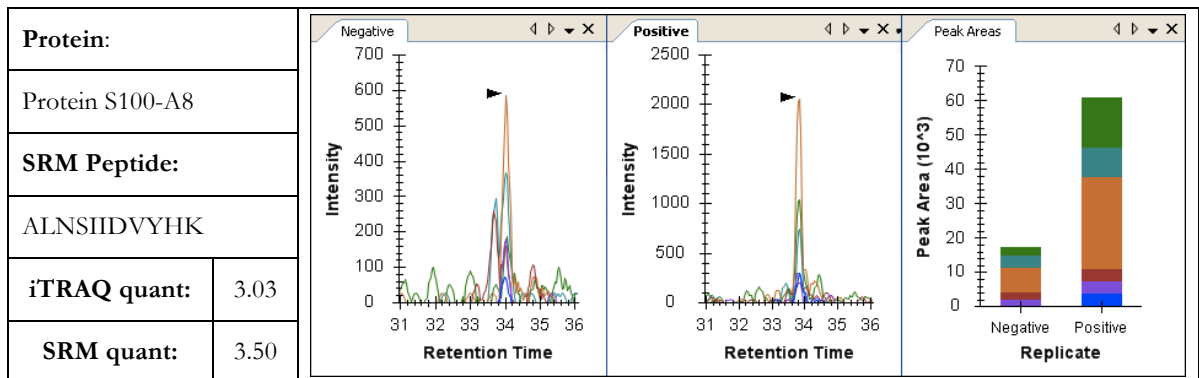 Protein:
Protein S100-A8
SRM Peptide:
ALNSIIDVYHK
iTRAQ quant: 3.03
SRM quant: 3.50
Negative
700
600
500
400
300
200
100
0
Intensity
31 32 33 34 35 36
Retention Time
Positive
2500
2000
1500
1000
500
0
Intensity
31 32 33 34 35 36
Retention Time
Peak Areas
70
60
50
40
30
20
10
0
Peak Area (10^3)
Negative Positive
Replicate